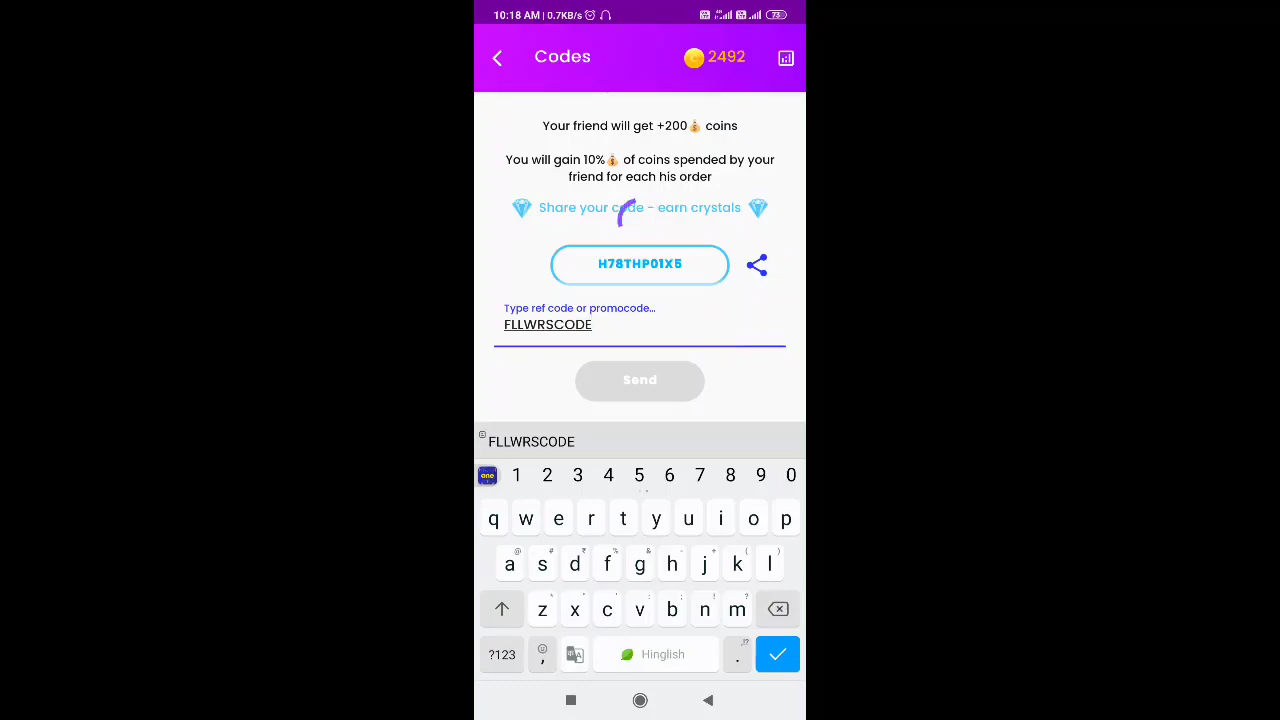 10:18 AM | 0.7KB/s 73
Codes 2492
Your friend will get +200 coins
You will gain 10% of coins spended by your
friend for each his order
Share your code - earn crystals
H78THP01X5
Type ref code or promocode...
FLLWRSCODE
Send
FLLWRSCODE
1 2 3 4 5 6 7 8 9 0
q w e r t y u i o p
a s d f g h j k l
z x c v b n m
?123 , Hinglish .